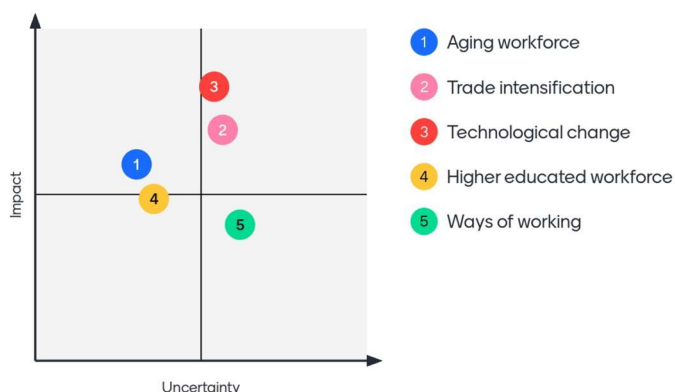 1 Aging workforce
2 Trade intensification
3 Technological change
4 Higher educated workforce
5 Ways of working
Impact
3
2
1
4
5
Uncertainty